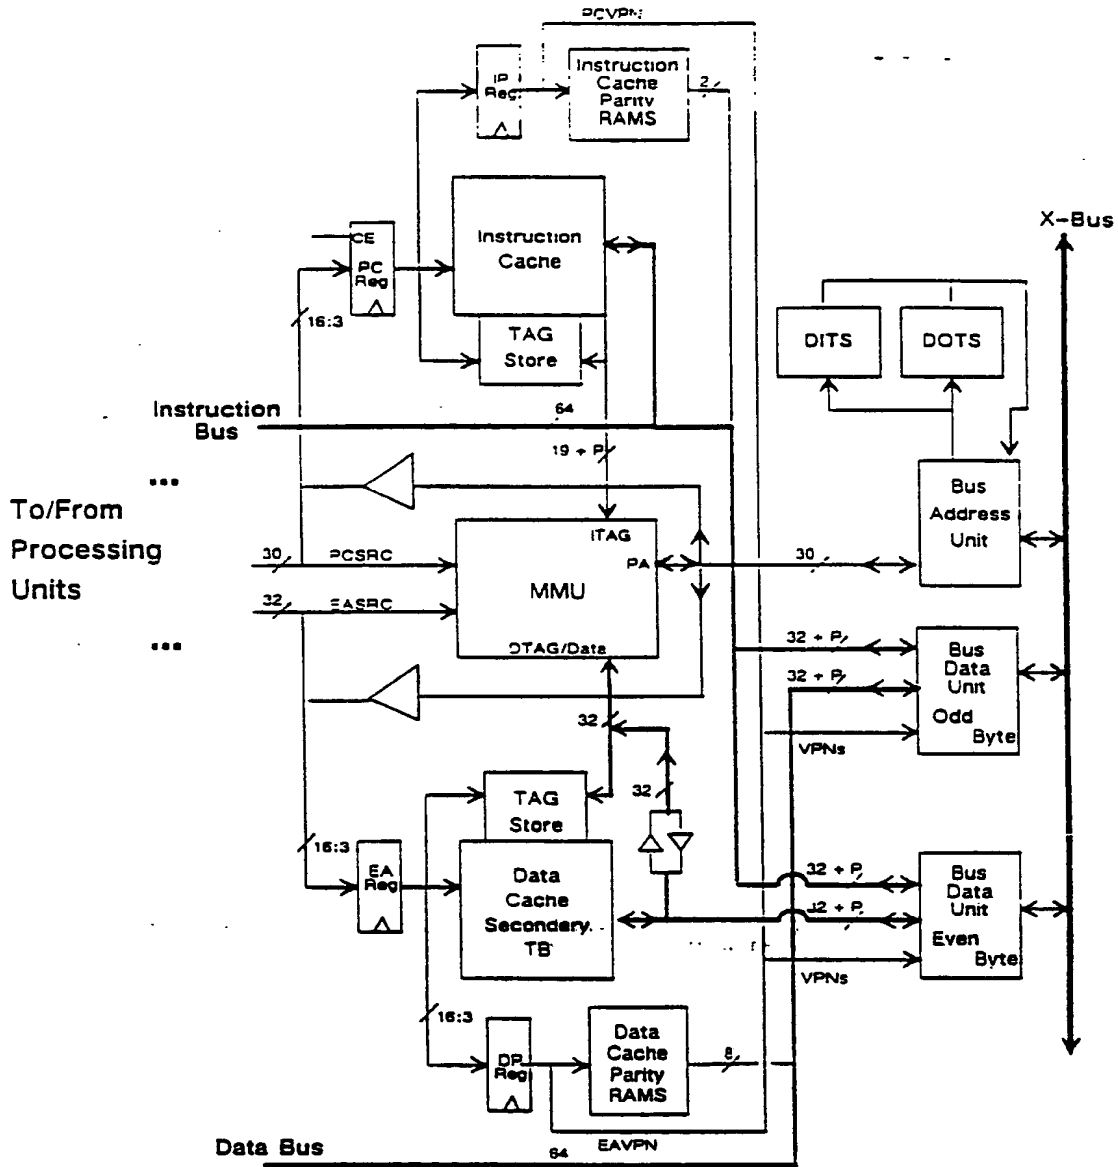 PCVPN
IP
Reg
Instruction
Cache
Parity
RAMS
2
X-Bus
CE
PC
Reg
Instruction
Cache
16:3
TAG
Store
DITS
DOTS
Instruction
Bus
64
19 + P
...
To/From
Processing
Units
Bus
Address
Unit
ITAG
30
PCSRC
PA
30
MMU
32
EASRC
DTAG/Data
...
32 + P
32 + P
Bus
Data
Unit
Odd
Byte
VPNs
32
32
TAG
Store
16:3
EA
Reg
Data
Cache
Secondery
TB
32 + P
32 + P
Bus
Data
Unit
Even
Byte
VPNs
16:3
DP
Reg
Data
Cache
Parity
RAMS
8
EAVPN
Data Bus
64